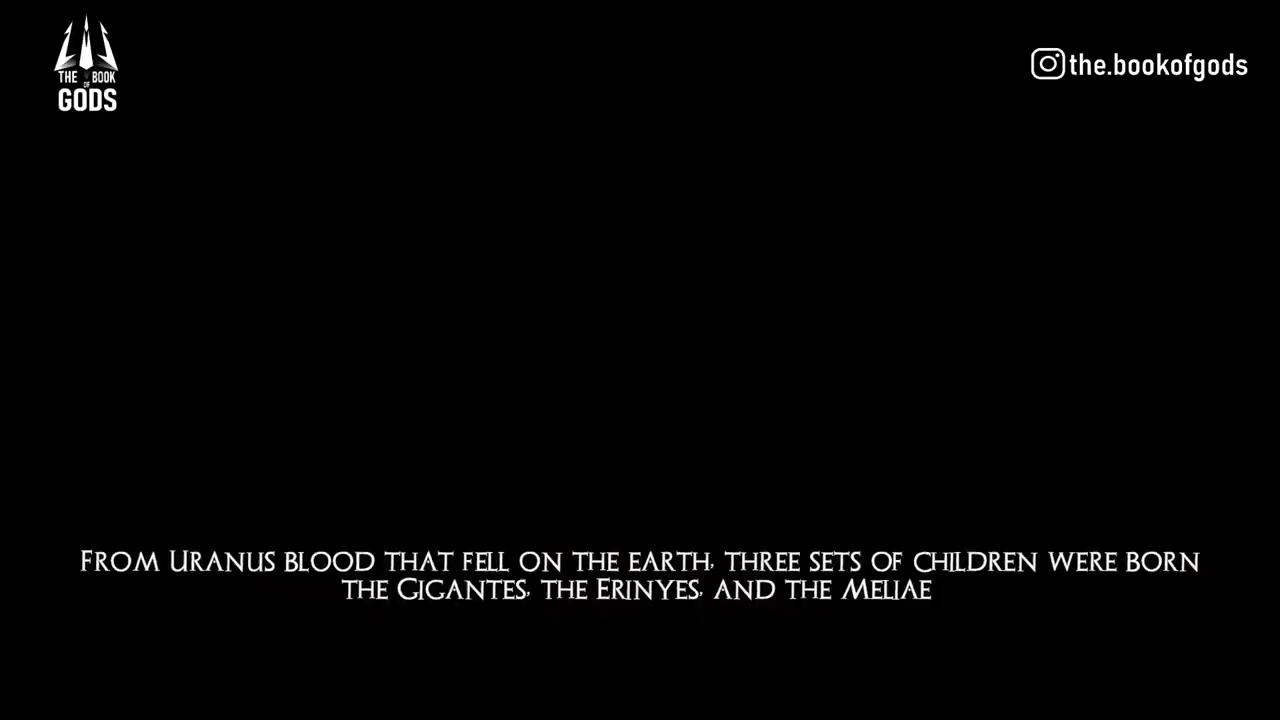 THE BOOK
OF
GODS
the.bookofgods
FROM URANUS BLOOD THAT FELL ON THE EARTH, THREE SETS OF CHILDREN WERE BORN
THE GIGANTES, THE ERINYES, AND THE MELIAE